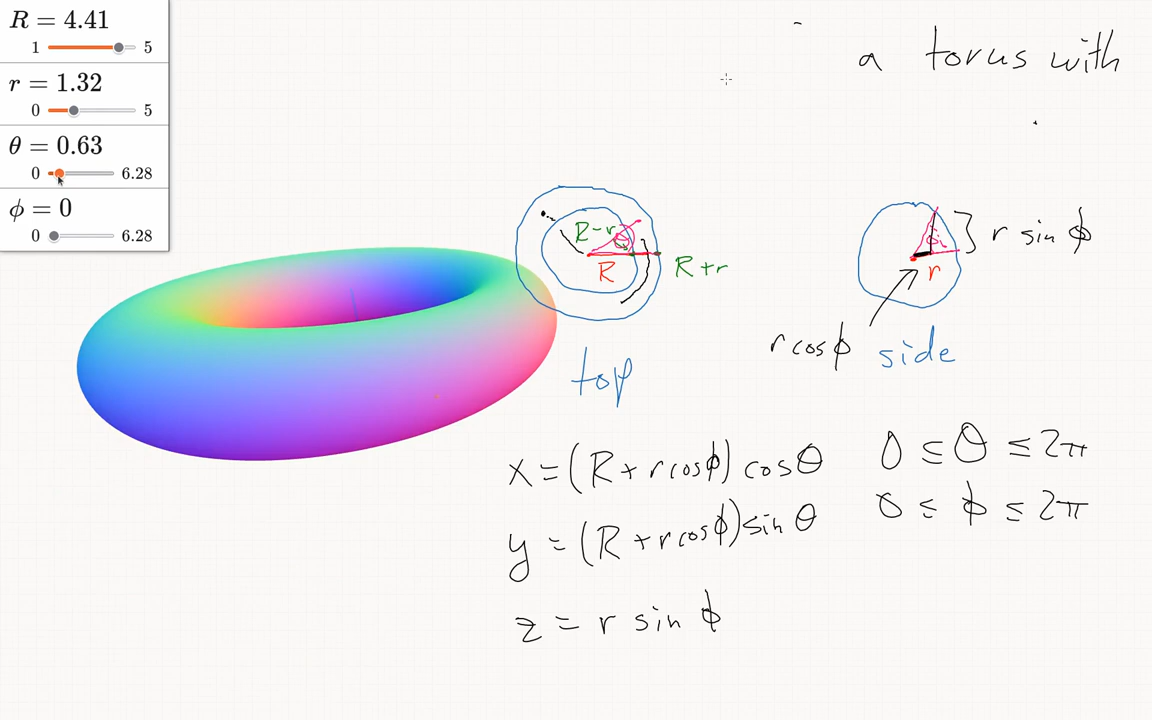 R = 4.41
1 5
r = 1.32
0 5
θ = 0.63
0 6.28
ϕ = 0
0 6.28
a torus with
R-r
θ
R
R+r
ϕ
r
r sin ϕ
r cos ϕ
top
side
x = (R + r cos ϕ) cos θ
y = (R + r cos ϕ) sin θ
z = r sin ϕ
0 ≤ θ ≤ 2π
0 ≤ ϕ ≤ 2π